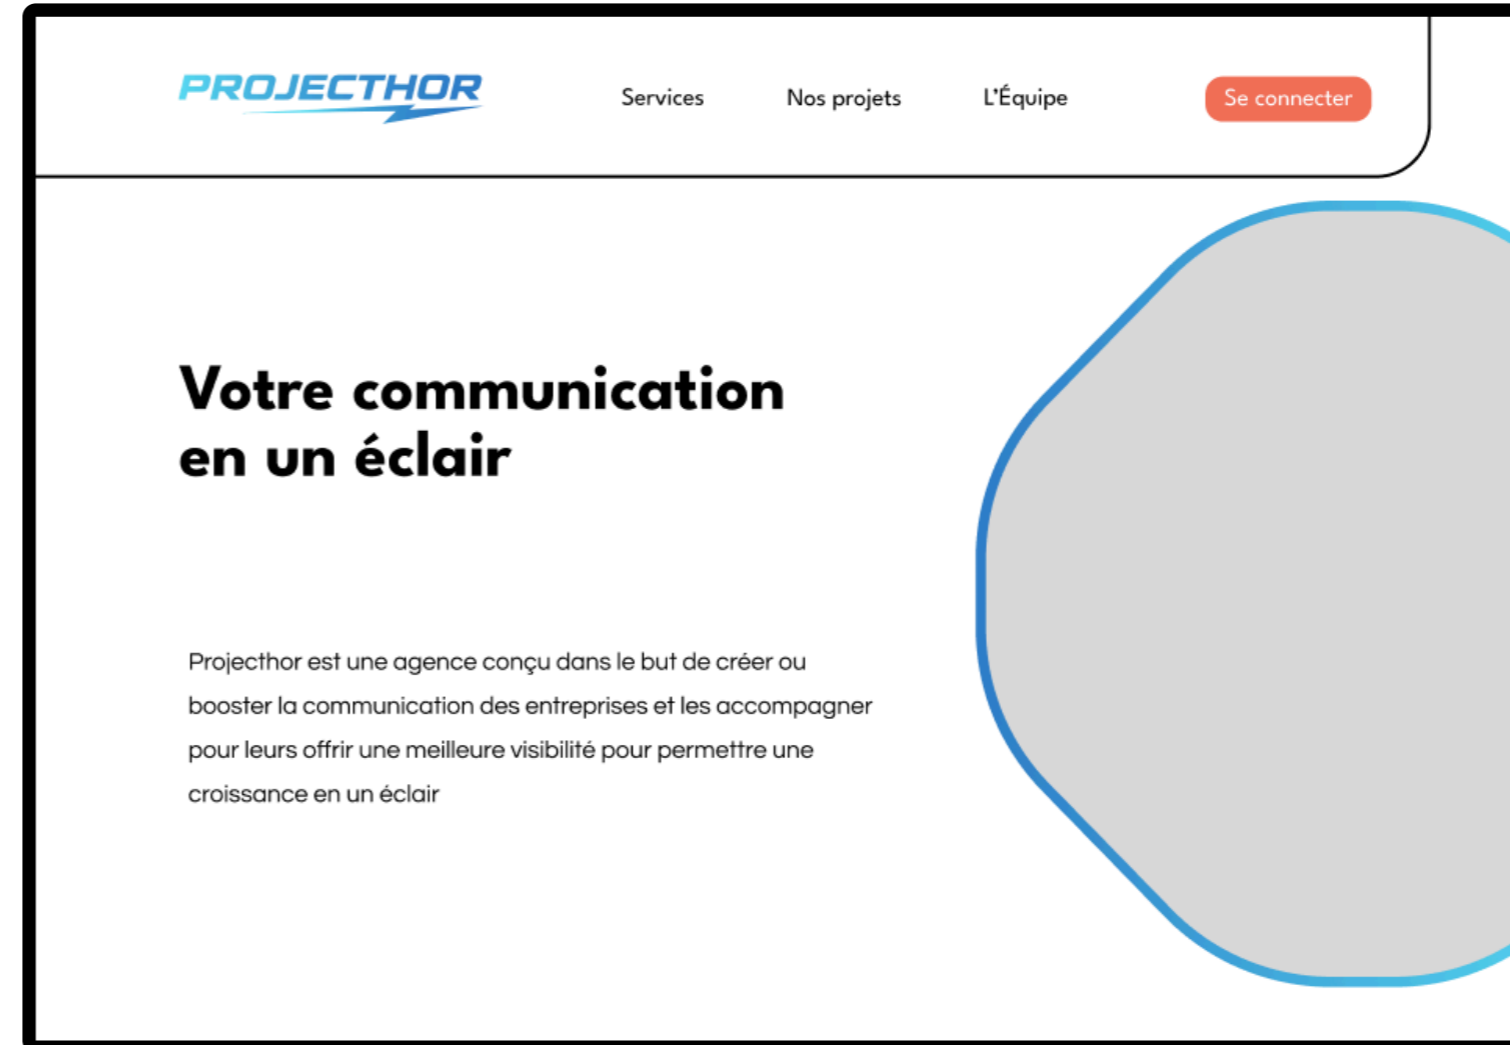 PROJECTHOR
Services
Nos projets
L’Équipe
Se connecter
Votre communication
en un éclair
Projecthor est une agence conçu dans le but de créer ou
booster la communication des entreprises et les accompagner
pour leurs offrir une meilleure visibilité pour permettre une
croissance en un éclair